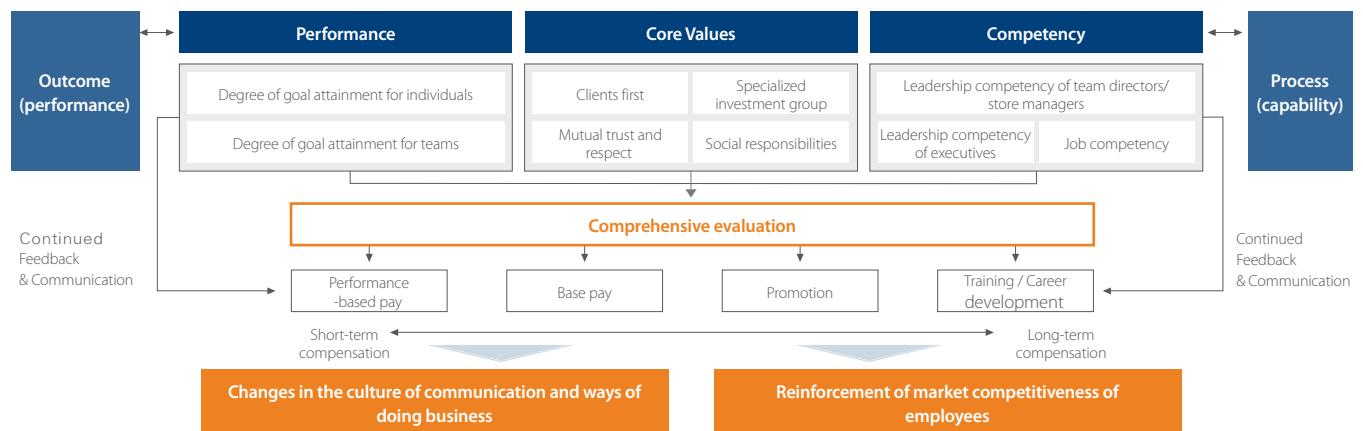 Outcome
(performance)
Performance
Core Values
Competency
Process
(capability)
Degree of goal attainment for individuals
Degree of goal attainment for teams
Clients first
Specialized
investment group
Mutual trust and
respect
Social responsibilities
Leadership competency of team directors/
store managers
Leadership competency
of executives
Job competency
Continued
Feedback
& Communication
Comprehensive evaluation
Continued
Feedback
& Communication
Performance
-based pay
Base pay
Promotion
Training / Career
development
Short-term
compensation
Long-term
compensation
Changes in the culture of communication and ways of
doing business
Reinforcement of market competitiveness of
employees